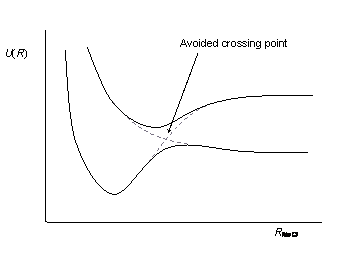 Avoided crossing point
U(R)
R